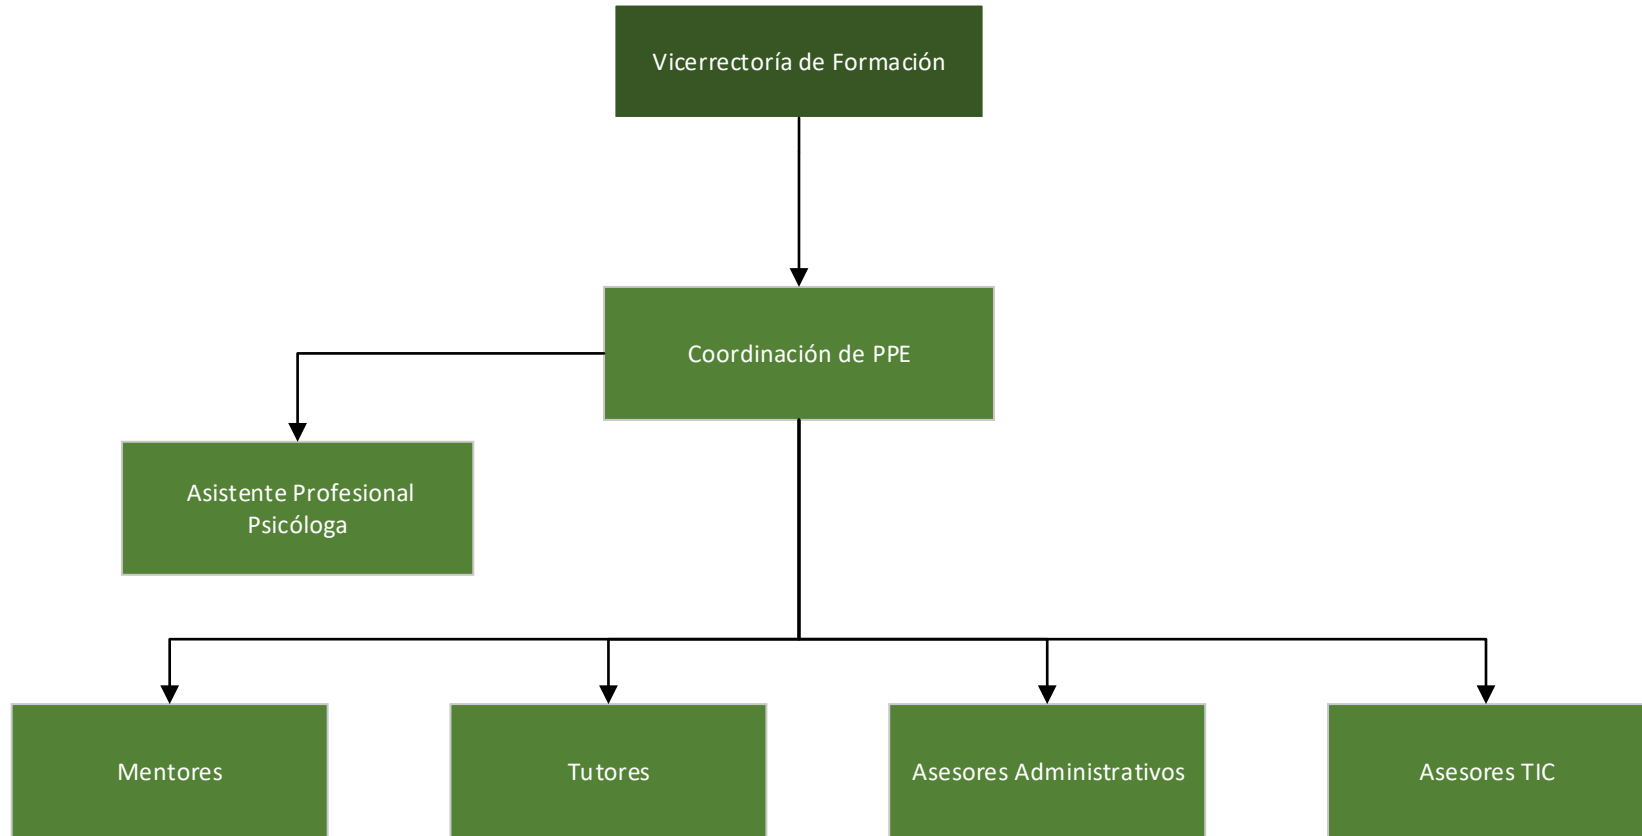 Vicerrectoría de Formación
Coordinación de PPE
Asistente Profesional
Psicóloga
Mentores
Tutores
Asesores Administrativos
Asesores TIC